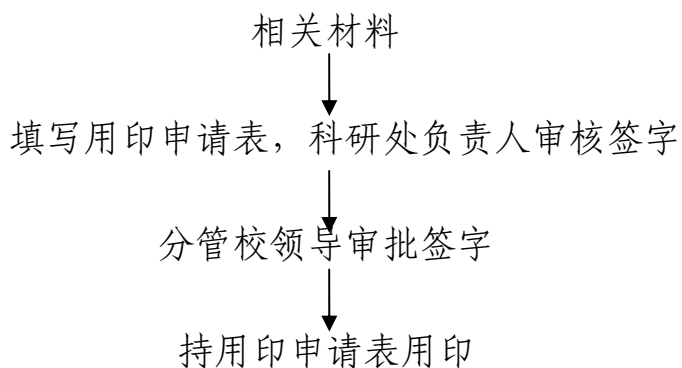 相关材料
填写用印申请表，科研处负责人审核签字
分管校领导审批签字
持用印申请表用印